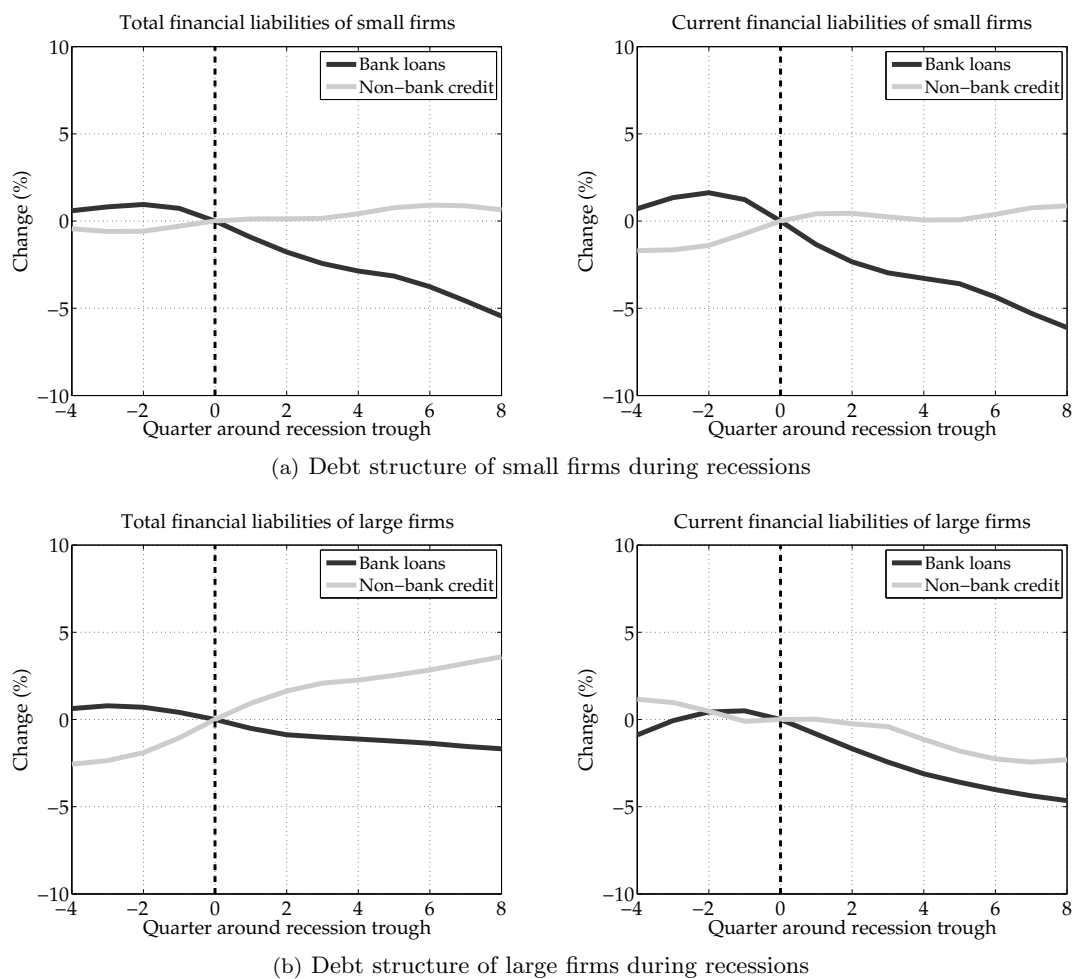 Total financial liabilities of small firms
10
5
0
−5
−10
Change (%)
Bank loans
Non−bank credit
−4 −2 0 2 4 6 8
Quarter around recession trough
Current financial liabilities of small firms
10
5
0
−5
−10
Change (%)
Bank loans
Non−bank credit
−4 −2 0 2 4 6 8
Quarter around recession trough
(a) Debt structure of small firms during recessions
Total financial liabilities of large firms
10
5
0
−5
−10
Change (%)
Bank loans
Non−bank credit
−4 −2 0 2 4 6 8
Quarter around recession trough
Current financial liabilities of large firms
10
5
0
−5
−10
Change (%)
Bank loans
Non−bank credit
−4 −2 0 2 4 6 8
Quarter around recession trough
(b) Debt structure of large firms during recessions